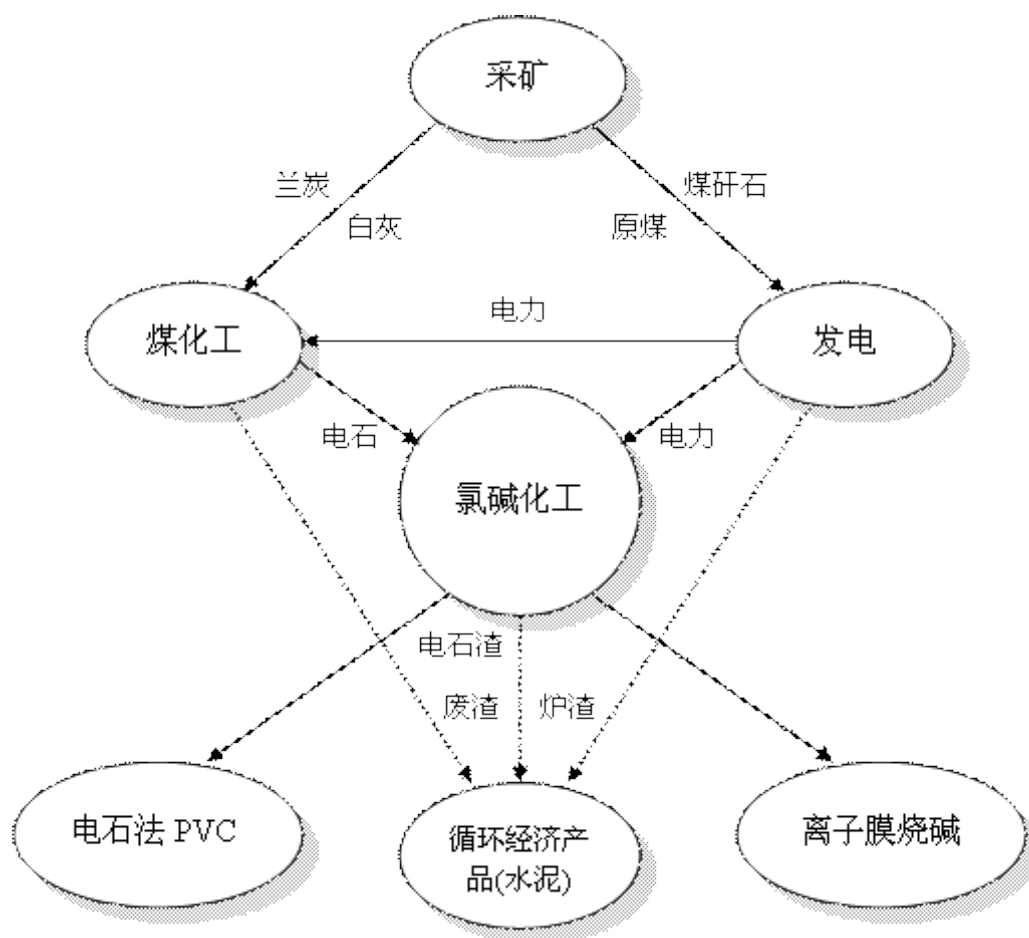 采矿
兰炭
煤矸石
白灰
原煤
电力
煤化工
发电
电石
电力
氯碱化工
电石渣
废渣
炉渣
电石法 PVC
循环经济产
品(水泥)
离子膜烧碱